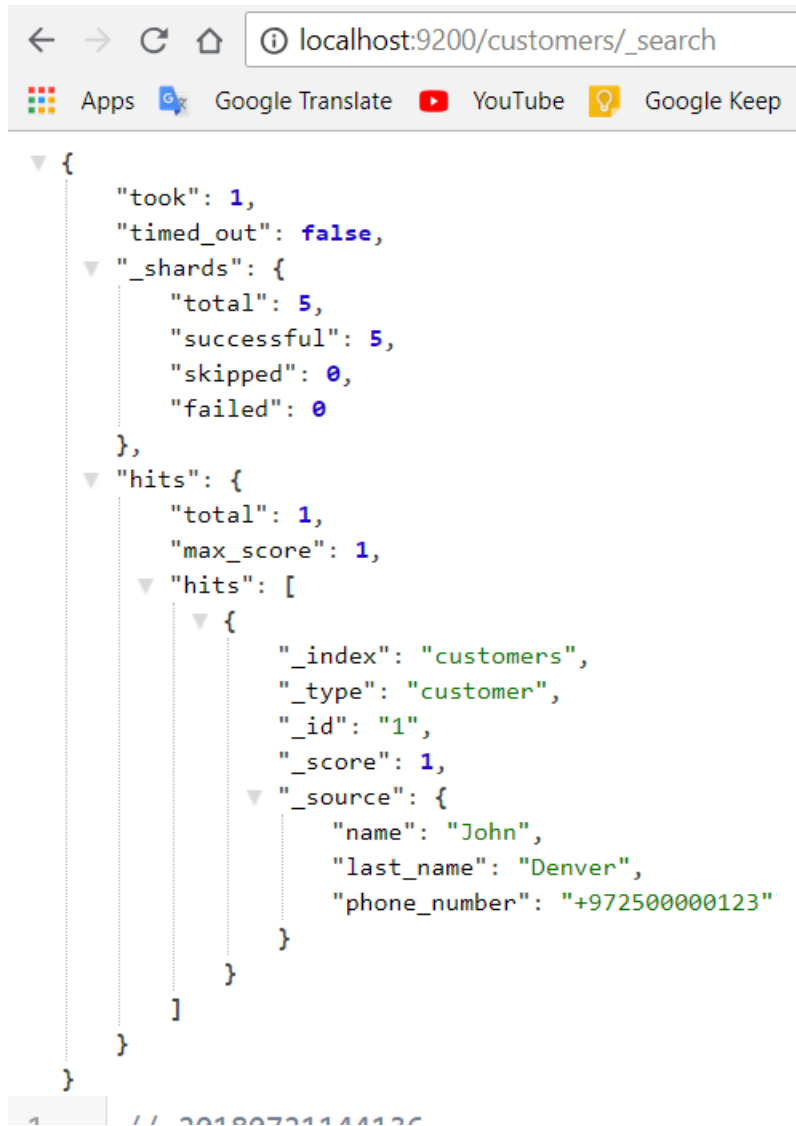 localhost:9200/customers/_search
Apps Google Translate YouTube Google Keep
{
"took": 1,
"timed_out": false,
"_shards": {
"total": 5,
"successful": 5,
"skipped": 0,
"failed": 0
},
"hits": {
"total": 1,
"max_score": 1,
"hits": [
{
"_index": "customers",
"_type": "customer",
"_id": "1",
"_score": 1,
"_source": {
"name": "John",
"last_name": "Denver",
"phone_number": "+972500000123"
}
}
]
}
}